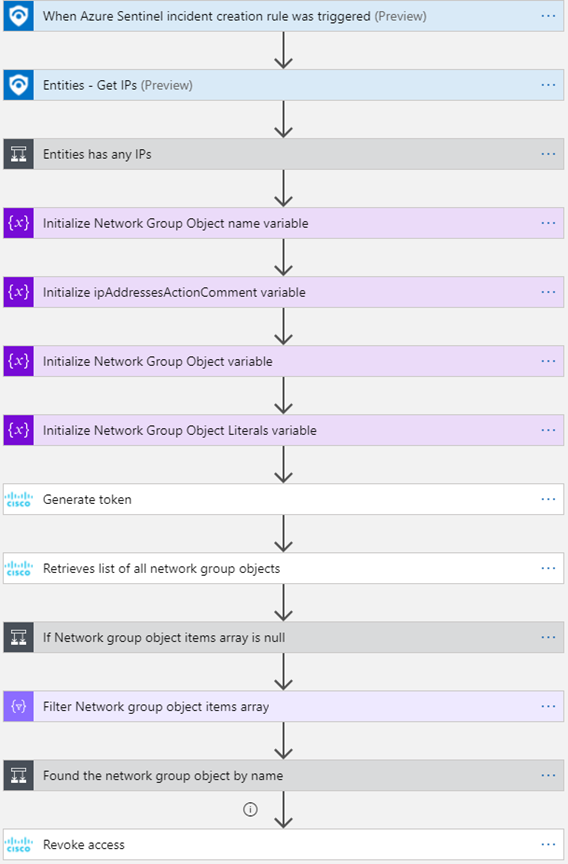 When Azure Sentinel incident creation rule was triggered (Preview)
Entities - Get IPs (Preview)
Entities has any IPs
{x} Initialize Network Group Object name variable
{x} Initialize ipAddressesActionComment variable
{x} Initialize Network Group Object variable
{x} Initialize Network Group Object Literals variable
CISCO Generate token
CISCO Retrieves list of all network group objects
If Network group object items array is null
Filter Network group object items array
Found the network group object by name
CISCO Revoke access